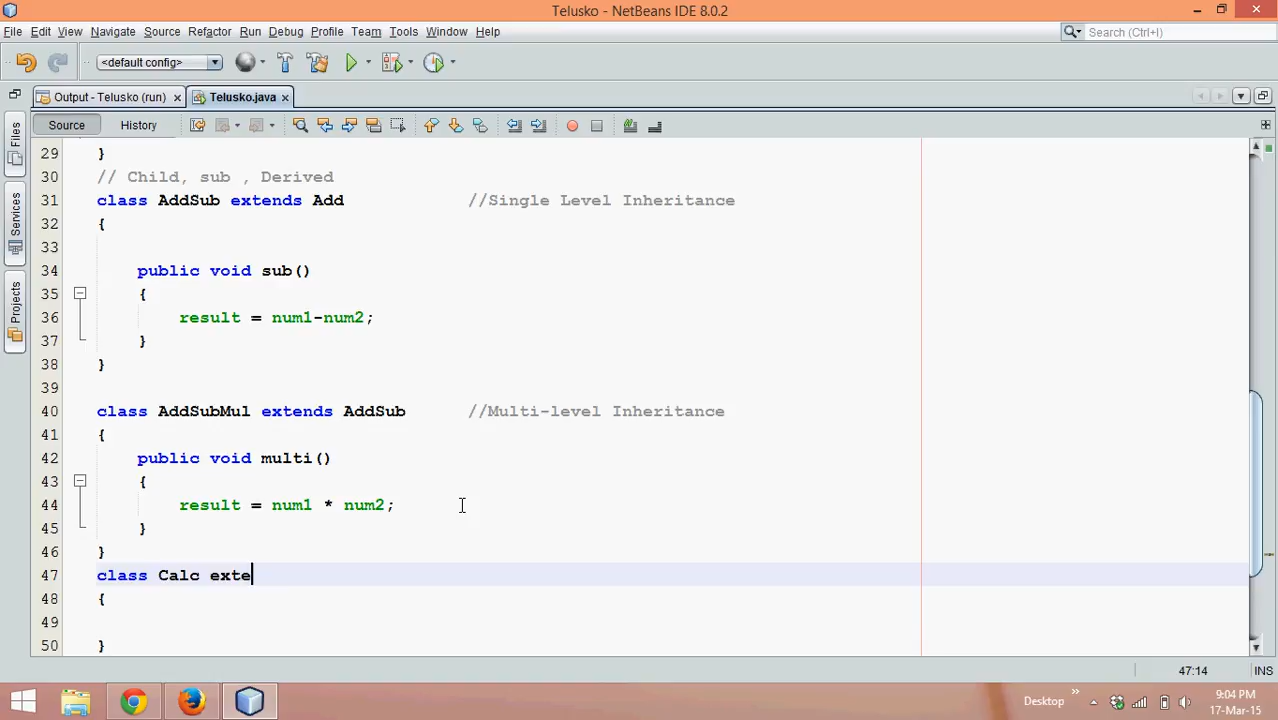 Telusko - NetBeans IDE 8.0.2
File Edit View Navigate Source Refactor Run Debug Profile Team Tools Window Help
Search (Ctrl+I)
<default config>
Output - Telusko (run) Telusko.java
Source History
Files
Services
Projects
29 }
30 // Child, sub , Derived
31 class AddSub extends Add //Single Level Inheritance
32 {
33
34 public void sub()
35 {
36 result = num1-num2;
37 }
38 }
39
40 class AddSubMul extends AddSub //Multi-level Inheritance
41 {
42 public void multi()
43 {
44 result = num1 * num2;
45 }
46 }
47 class Calc exte
48 {
49
50 }
47:14 INS
Desktop
9:04 PM
17-Mar-15